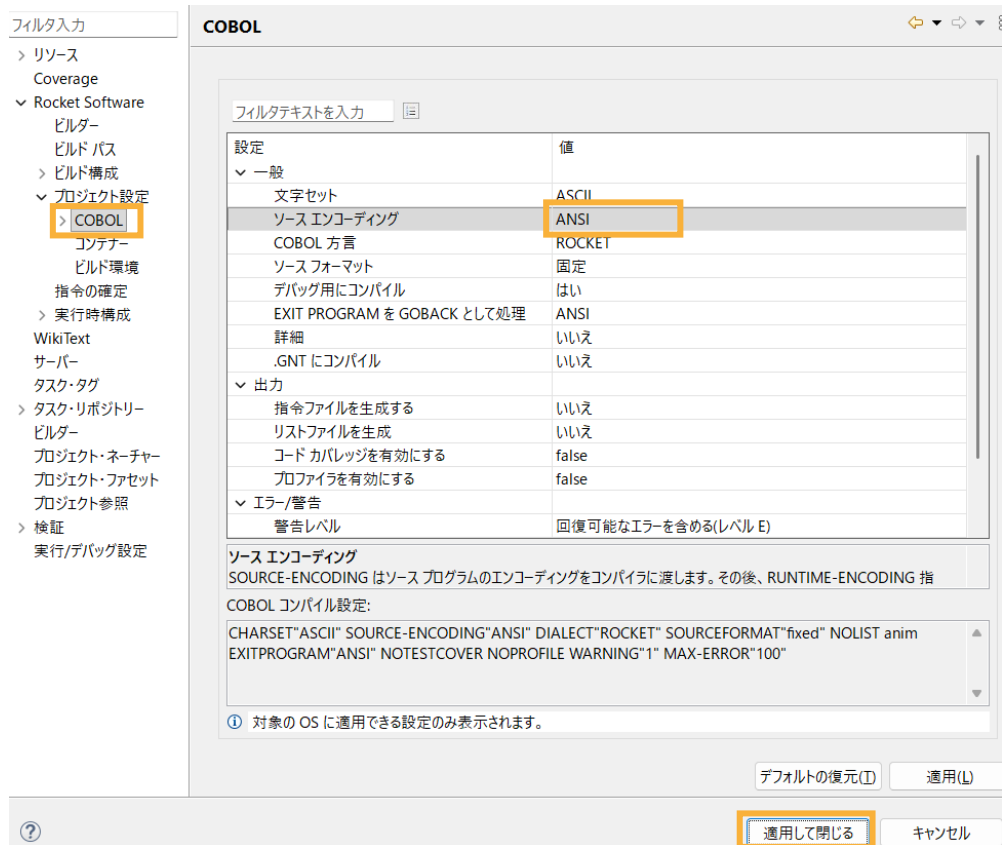 フィルタ入力
リソース
Coverage
Rocket Software
ビルダー
ビルド パス
ビルド構成
プロジェクト設定
COBOL
コンテナー
ビルド環境
指令の確定
実行時構成
WikiText
サーバー
タスク・タグ
タスク・リポジトリー
ビルダー
プロジェクト・ネーチャー
プロジェクト・ファセット
プロジェクト参照
検証
実行/デバッグ設定
COBOL
フィルタテキストを入力
設定 値
一般
文字セット ASCII
ソース エンコーディング ANSI
COBOL 方言 ROCKET
ソース フォーマット 固定
デバッグ用にコンパイル はい
EXIT PROGRAM を GOBACK として処理 ANSI
詳細 いいえ
.GNT にコンパイル いいえ
出力
指令ファイルを生成する いいえ
リストファイルを生成 いいえ
コード カバレッジを有効にする false
プロファイラを有効にする false
エラー/警告
警告レベル 回復可能なエラーを含める(レベル E)
ソース エンコーディング
SOURCE-ENCODING はソース プログラムのエンコーディングをコンパイラに渡します。その後、RUNTIME-ENCODING 指
COBOL コンパイル設定:
CHARSET"ASCII" SOURCE-ENCODING"ANSI" DIALECT"ROCKET" SOURCEFORMAT"fixed" NOLIST anim
EXITPROGRAM"ANSI" NOTESTCOVER NOPROFILE WARNING"1" MAX-ERROR"100"
対象の OS に適用できる設定のみ表示されます。
デフォルトの復元(T) 適用(L)
適用して閉じる キャンセル